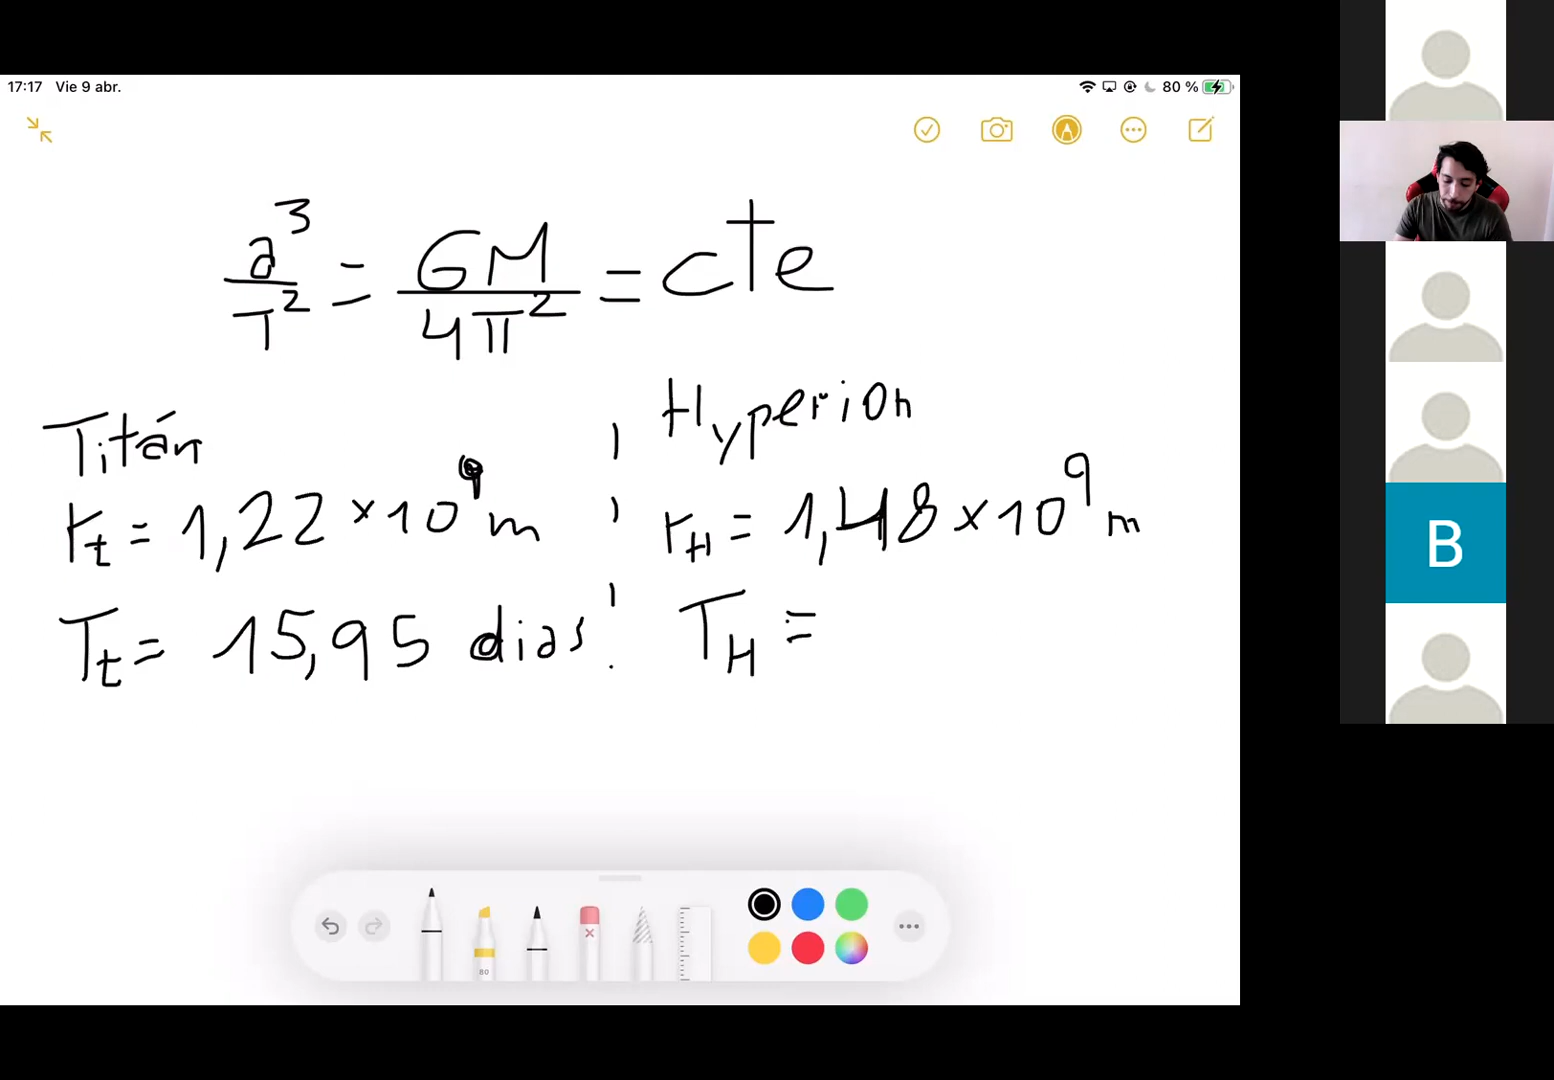 17:17 Vie 9 abr.
80 %
a³/T² = GM/4π² = cte
Titán
Hyperion
rt = 1,22 × 10⁹ m
rH = 1,48 × 10⁹ m
Tt = 15,95 dias
TH =
80
B